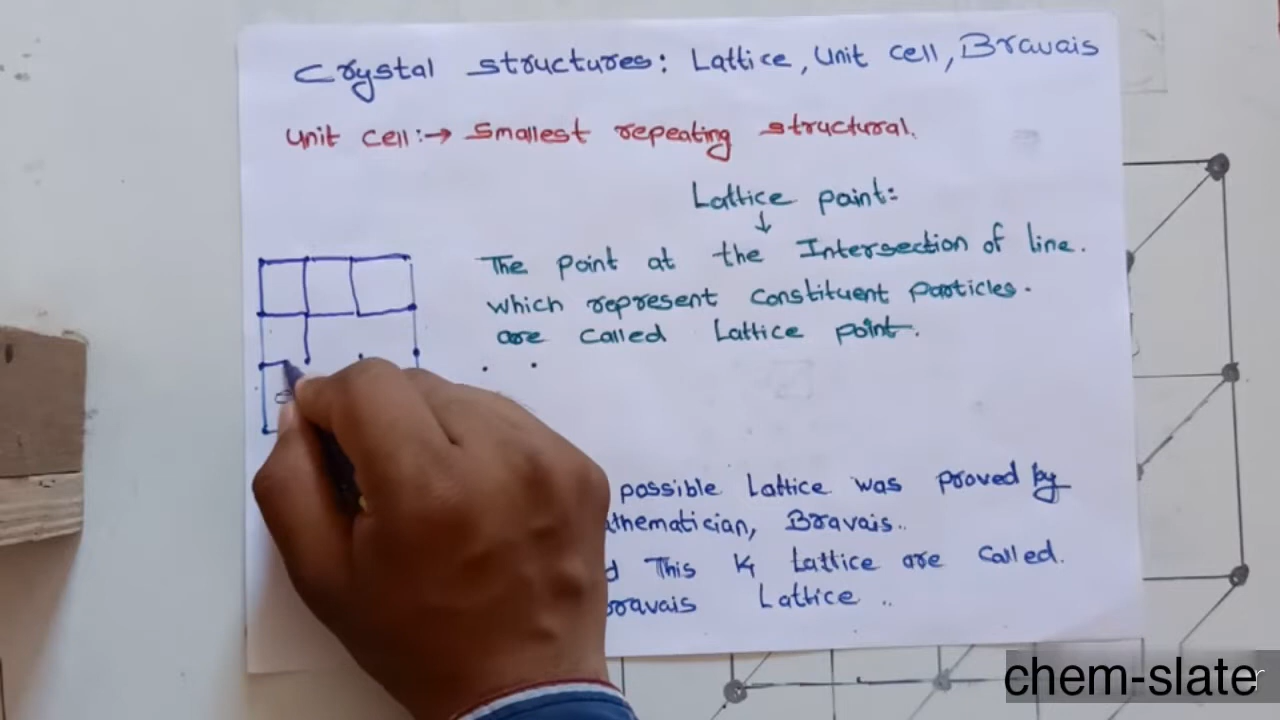 Crystal structures: Lattice, Unit cell, Bravais
Unit cell:→ Smallest repeating structural.
Lattice point:
↓
The point at the Intersection of line.
which represent constituent particles.
are called Lattice point.
possible Lattice was proved by
thematician, Bravais..
This 14 Lattice are called.
Lattice ..
chem-slate